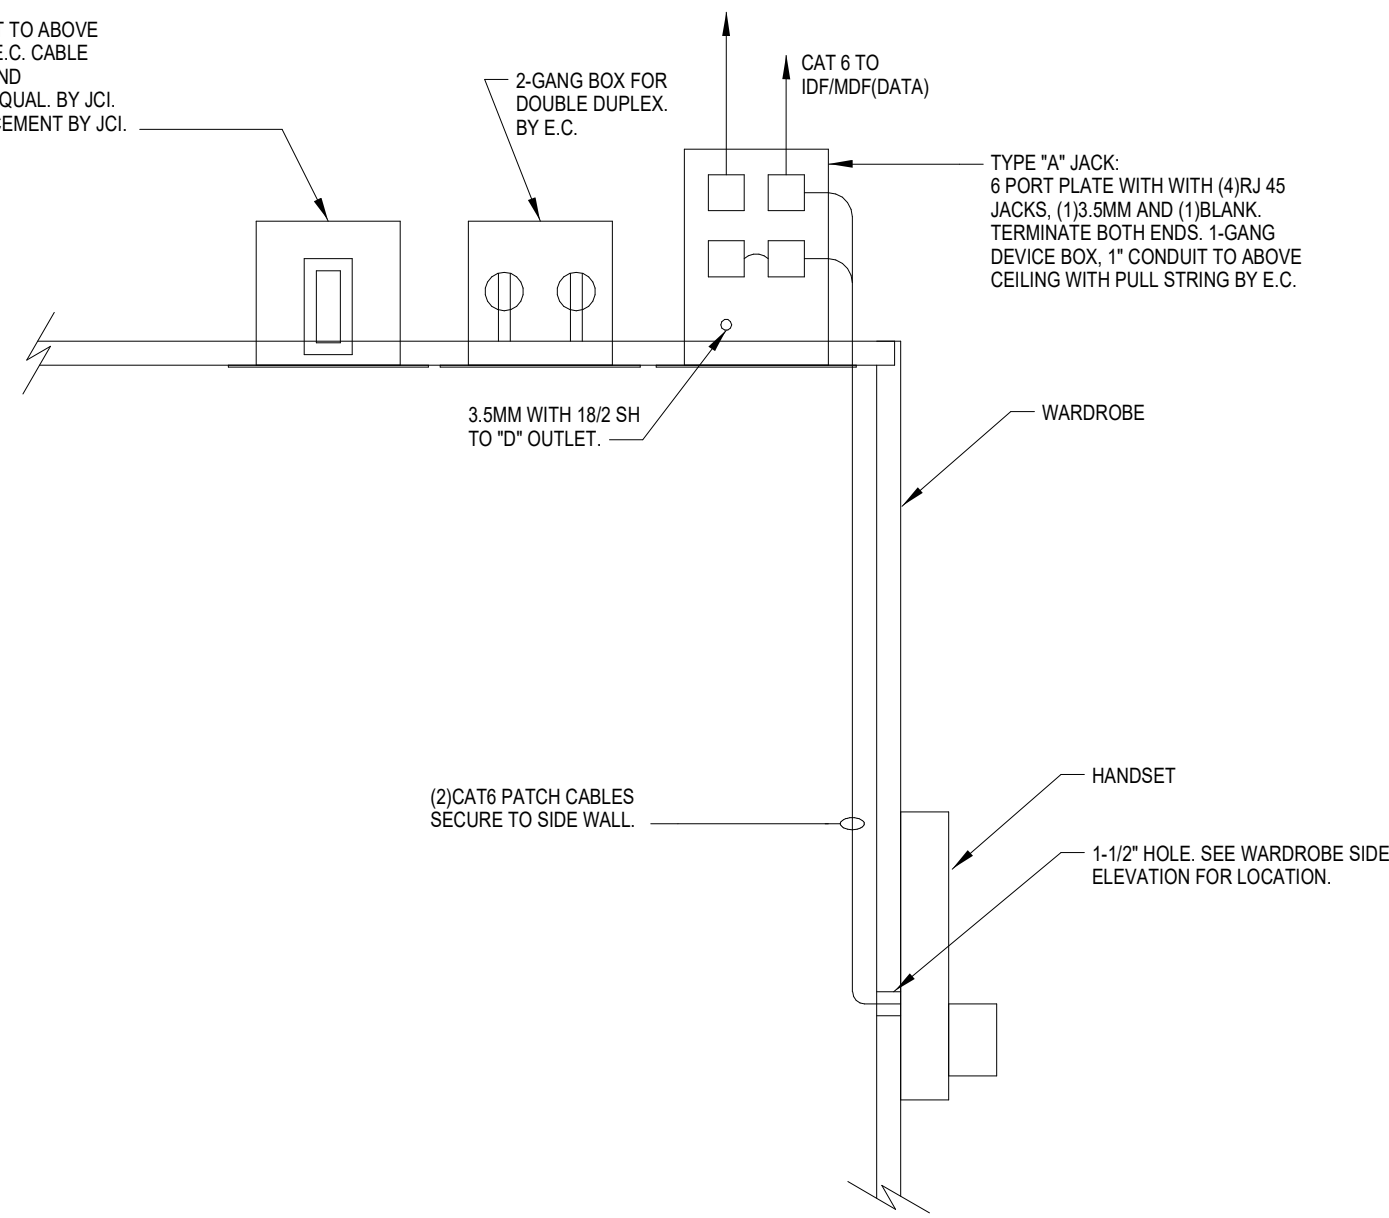 T TO ABOVE
E.C. CABLE
ND
QUAL. BY JCI.
CEMENT BY JCI.
2-GANG BOX FOR
DOUBLE DUPLEX.
BY E.C.
CAT 6 TO
IDF/MDF(DATA)
TYPE "A" JACK:
6 PORT PLATE WITH WITH (4)RJ 45
JACKS, (1)3.5MM AND (1)BLANK.
TERMINATE BOTH ENDS. 1-GANG
DEVICE BOX, 1" CONDUIT TO ABOVE
CEILING WITH PULL STRING BY E.C.
3.5MM WITH 18/2 SH
TO "D" OUTLET.
WARDROBE
(2)CAT6 PATCH CABLES
SECURE TO SIDE WALL.
HANDSET
1-1/2" HOLE. SEE WARDROBE SIDE
ELEVATION FOR LOCATION.